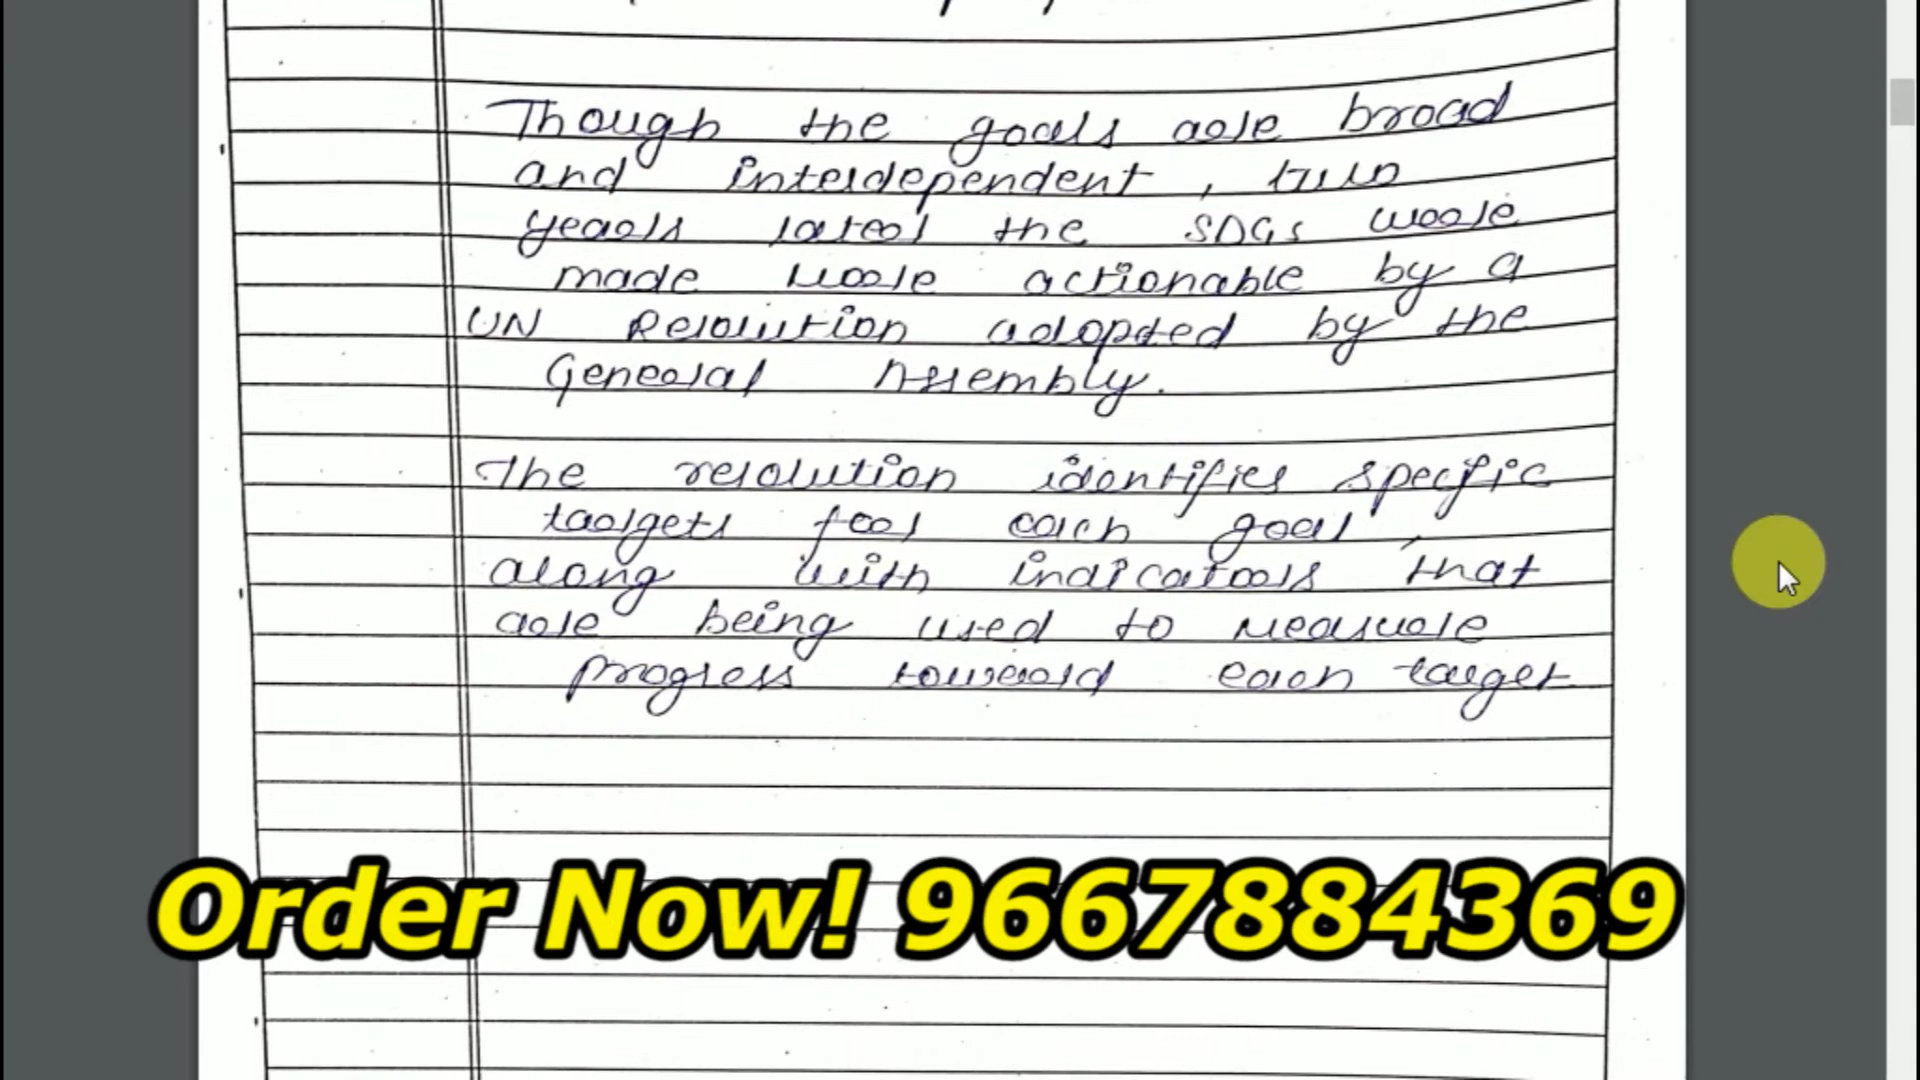 Though the goals are broad
and interdependent, two
years later the SDGs were
made more actionable by a
UN Resolution adopted by the
General Assembly.
The resolution identifies specific
targets for each goal,
along with indicators that
are being used to measure
progress toward each target
Order Now! 9667884369